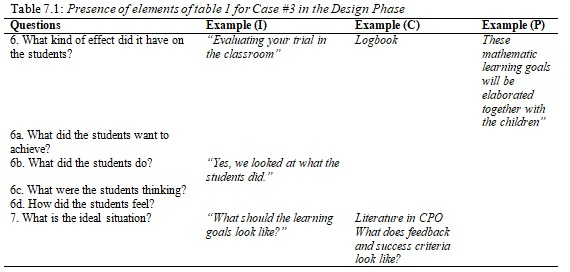 Table 7.1: Presence of elements of table 1 for Case #3 in the Design Phase
Questions Example (I) Example (C) Example (P)
6. What kind of effect did it have on “Evaluating your trial in Logbook These
the students? the classroom” mathematic
learning goals
will be
elaborated
together with
the children”
6a. What did the students want to
achieve?
6b. What did the students do? “Yes, we looked at what the
students did.”
6c. What were the students thinking?
6d. How did the students feel?
7. What is the ideal situation? “What should the learning Literature in CPO
goals look like?” What does feedback
and success criteria
look like?